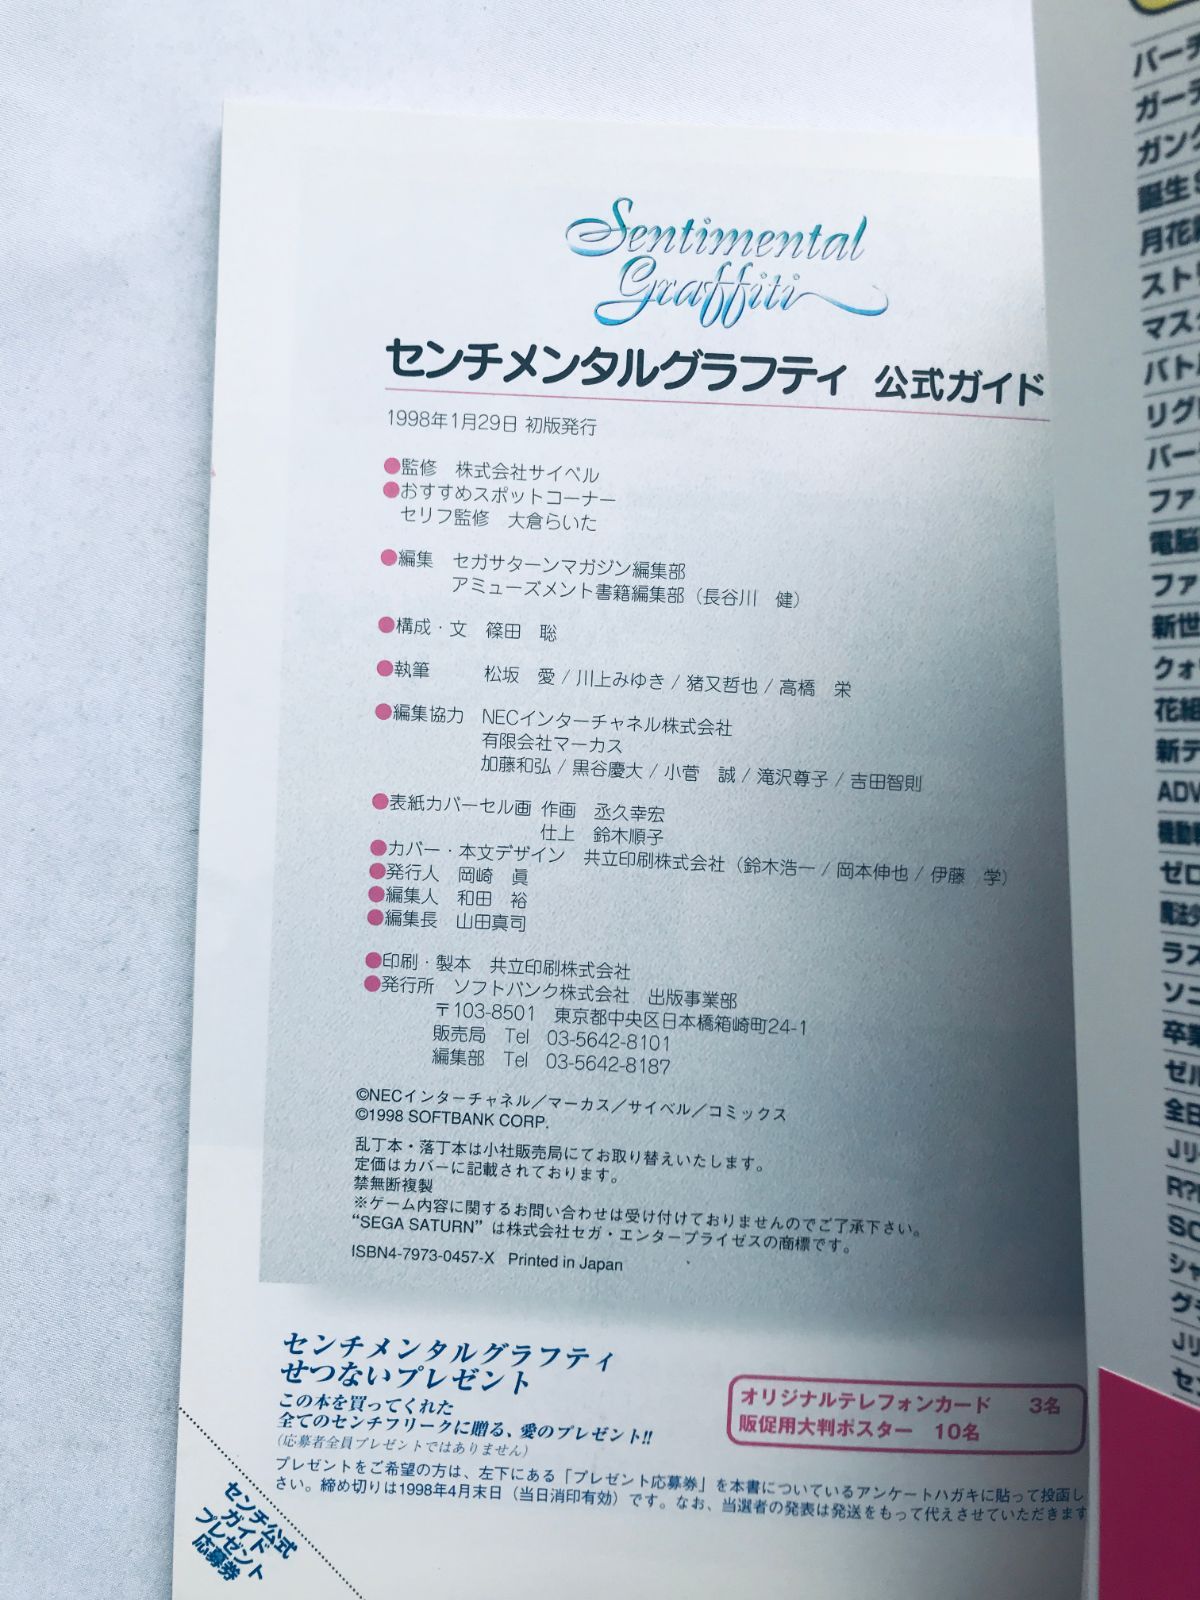 Sentimental
Graffiti
センチメンタルグラフティ 公式ガイド
1998年1月29日 初版発行
●監修 株式会社サイベル
●おすすめスポットコーナー
セリフ監修 大倉らいた
●編集 セガサターンマガジン編集部
アミューズメント書籍編集部（長谷川 健）
●構成・文 篠田 聡
●執筆 松坂 愛 / 川上みゆき / 猪又哲也 / 高橋 栄
●編集協力 NECインターチャネル株式会社
有限会社マーカス
加藤和弘 / 黒谷慶大 / 小菅 誠 / 滝沢尊子 / 吉田智則
●表紙カバーセル画 作画 丞久幸宏
仕上 鈴木順子
●カバー・本文デザイン 共立印刷株式会社（鈴木浩一 / 岡本伸也 / 伊藤 学）
●発行人 岡崎 眞
●編集人 和田 裕
●編集長 山田真司
●印刷・製本 共立印刷株式会社
●発行所 ソフトバンク株式会社 出版事業部
〒103-8501 東京都中央区日本橋箱崎町24-1
販売局 Tel 03-5642-8101
編集部 Tel 03-5642-8187
©NECインターチャネル／マーカス／サイベル／コミックス
©1998 SOFTBANK CORP.
乱丁本・落丁本は小社販売局にてお取り替えいたします。
定価はカバーに記載されております。
禁無断複製
※ゲーム内容に関するお問い合わせは受け付けておりませんのでご了承下さい。
“SEGA SATURN”は株式会社セガ・エンタープライゼスの商標です。
ISBN4-7973-0457-X Printed in Japan
センチメンタルグラフティ
せつないプレゼント
この本を買ってくれた
全てのセンチフリークに贈る、愛のプレゼント!!
（応募者全員プレゼントではありません）
オリジナルテレフォンカード 3名
販促用大判ポスター 10名
プレゼントをご希望の方は、左下にある「プレゼント応募券」を本書についているアンケートハガキに貼って投函し
さい。締め切りは1998年4月末日（当日消印有効）です。なお、当選者の発表は発送をもって代えさせていただきます
センチ公式
ガイド
プレゼント
応募券
バーチ
ガーデ
ガング
誕生S
月花
スト
マス
バトル
リグ
バー
ファ
電脳
ファ
新世
クォ
花組
新テ
ADV
機動
ゼロ
魔法
ラス
ソニ
卒業
ゼル
全日
Jリー
R?
SC
シャ
グラ
Jリ
セ